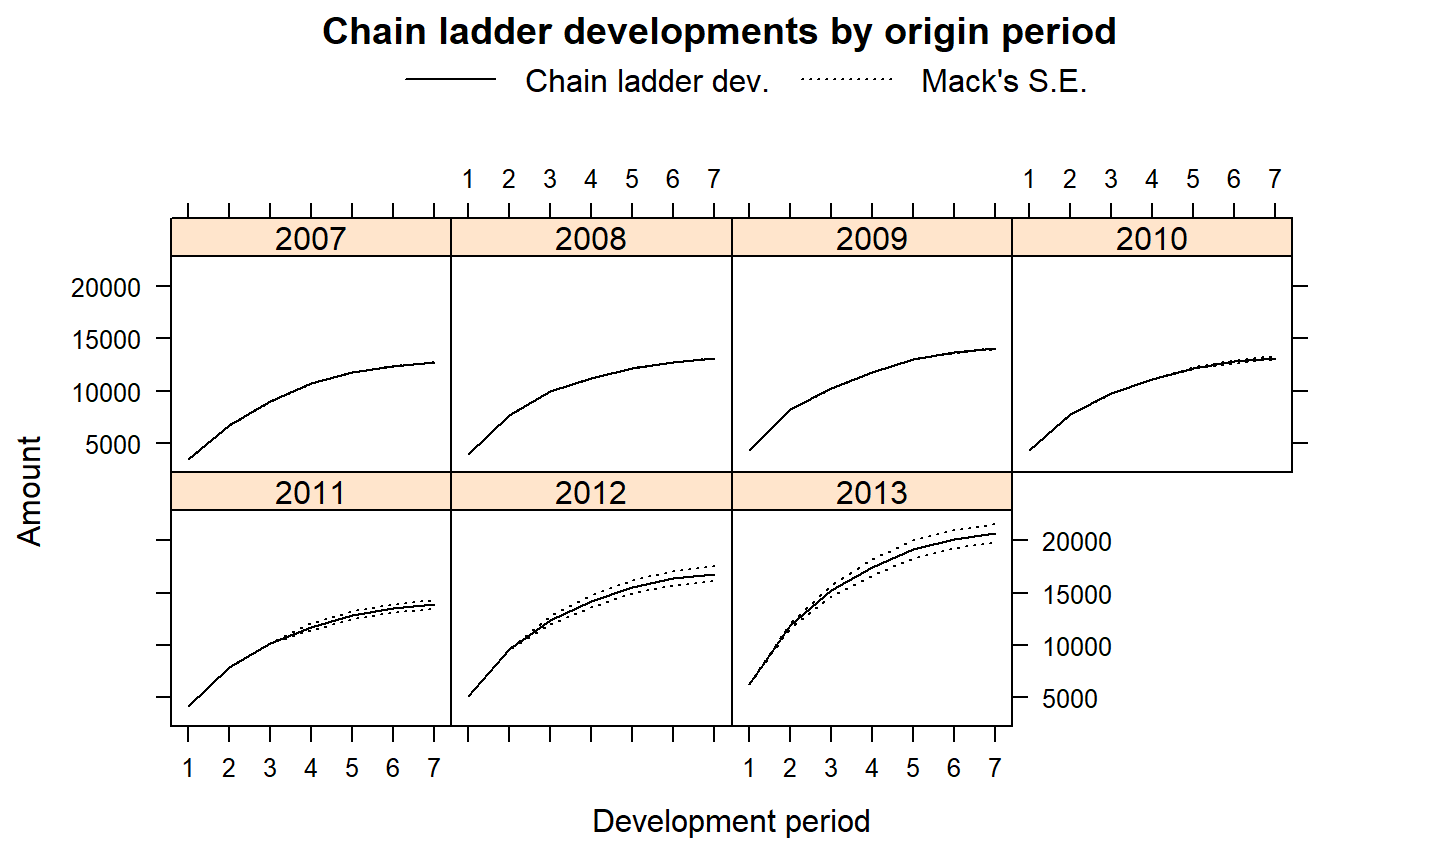 Chain ladder developments by origin period
Chain ladder dev. Mack's S.E.
1 2 3 4 5 6 7 1 2 3 4 5 6 7
2007 2008 2009 2010
20000
15000
10000
5000
Amount
2011 2012 2013
20000
15000
10000
5000
1 2 3 4 5 6 7 1 2 3 4 5 6 7
Development period